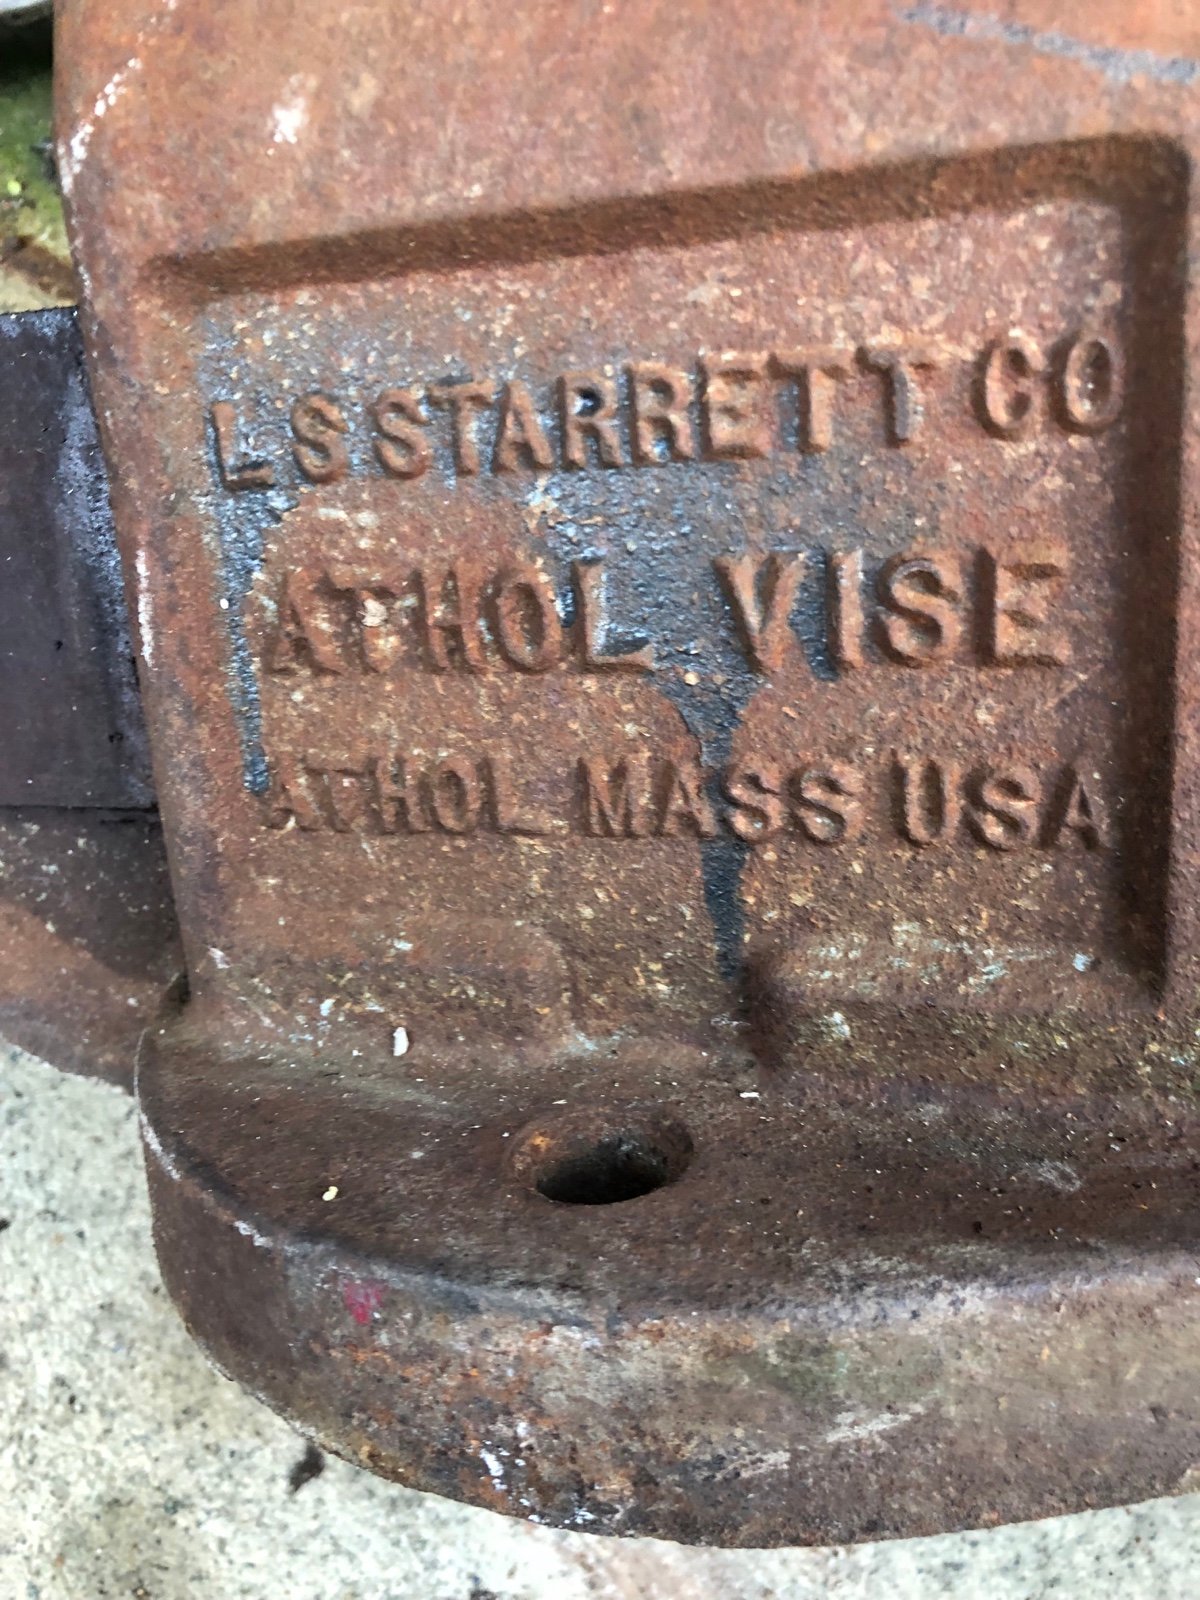 L S STARRETT CO
ATHOL VISE
ATHOL MASS USA